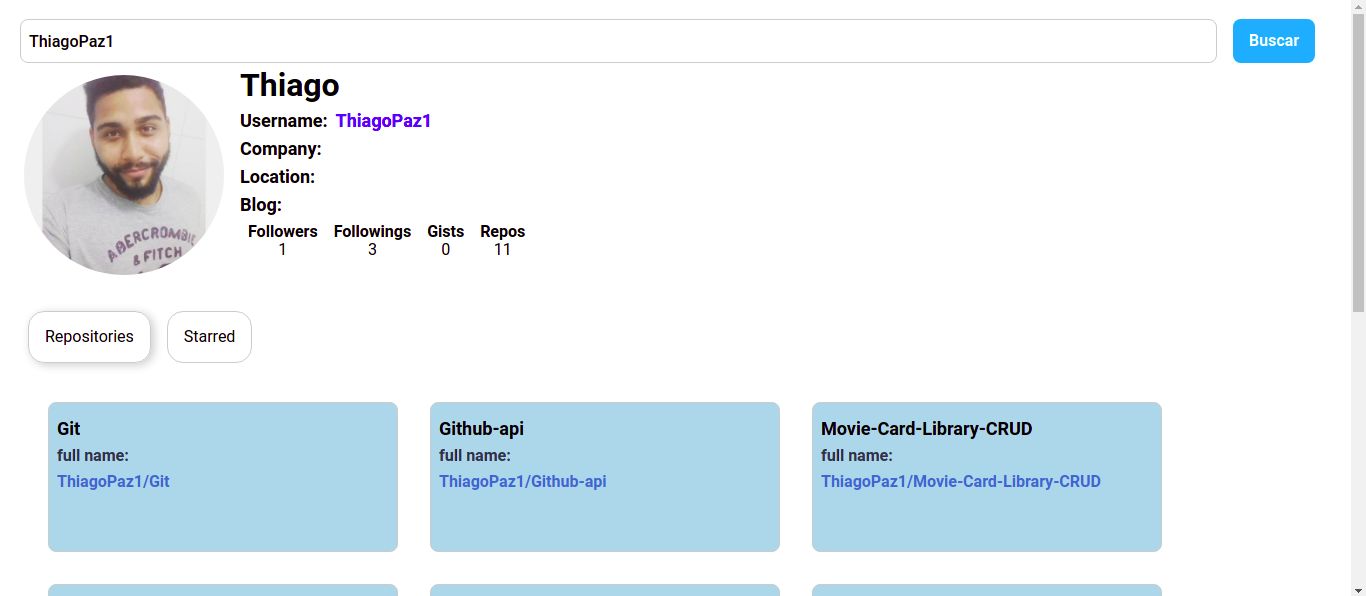 ThiagoPaz1
Buscar
Thiago
Username: ThiagoPaz1
Company:
Location:
Blog:
Followers Followings Gists Repos
1 3 0 11
ABERCROMBIE
& FITCH
Repositories Starred
Git Github-api Movie-Card-Library-CRUD
full name: full name: full name:
ThiagoPaz1/Git ThiagoPaz1/Github-api ThiagoPaz1/Movie-Card-Library-CRUD